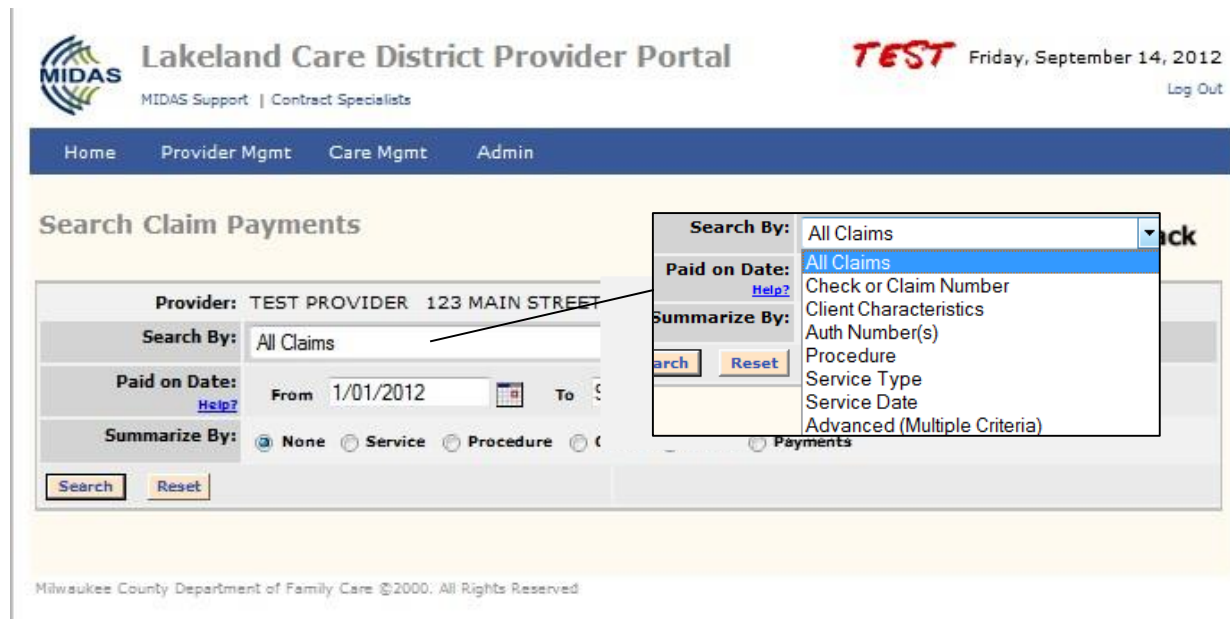 MIDAS
Lakeland Care District Provider Portal
TEST Friday, September 14, 2012
MIDAS Support | Contract Specialists
Log Out
Home Provider Mgmt Care Mgmt Admin
Search Claim Payments
Provider: TEST PROVIDER 123 MAIN STREET
Search By: All Claims
Paid on Date: From 1/01/2012 To
Help?
Summarize By: None Service Procedure Payments
Search Reset
Search By: All Claims
Paid on Date:
Help?
Summarize By:
Reset
All Claims
Check or Claim Number
Client Characteristics
Auth Number(s)
Procedure
Service Type
Service Date
Advanced (Multiple Criteria)
Milwaukee County Department of Family Care ©2000. All Rights Reserved